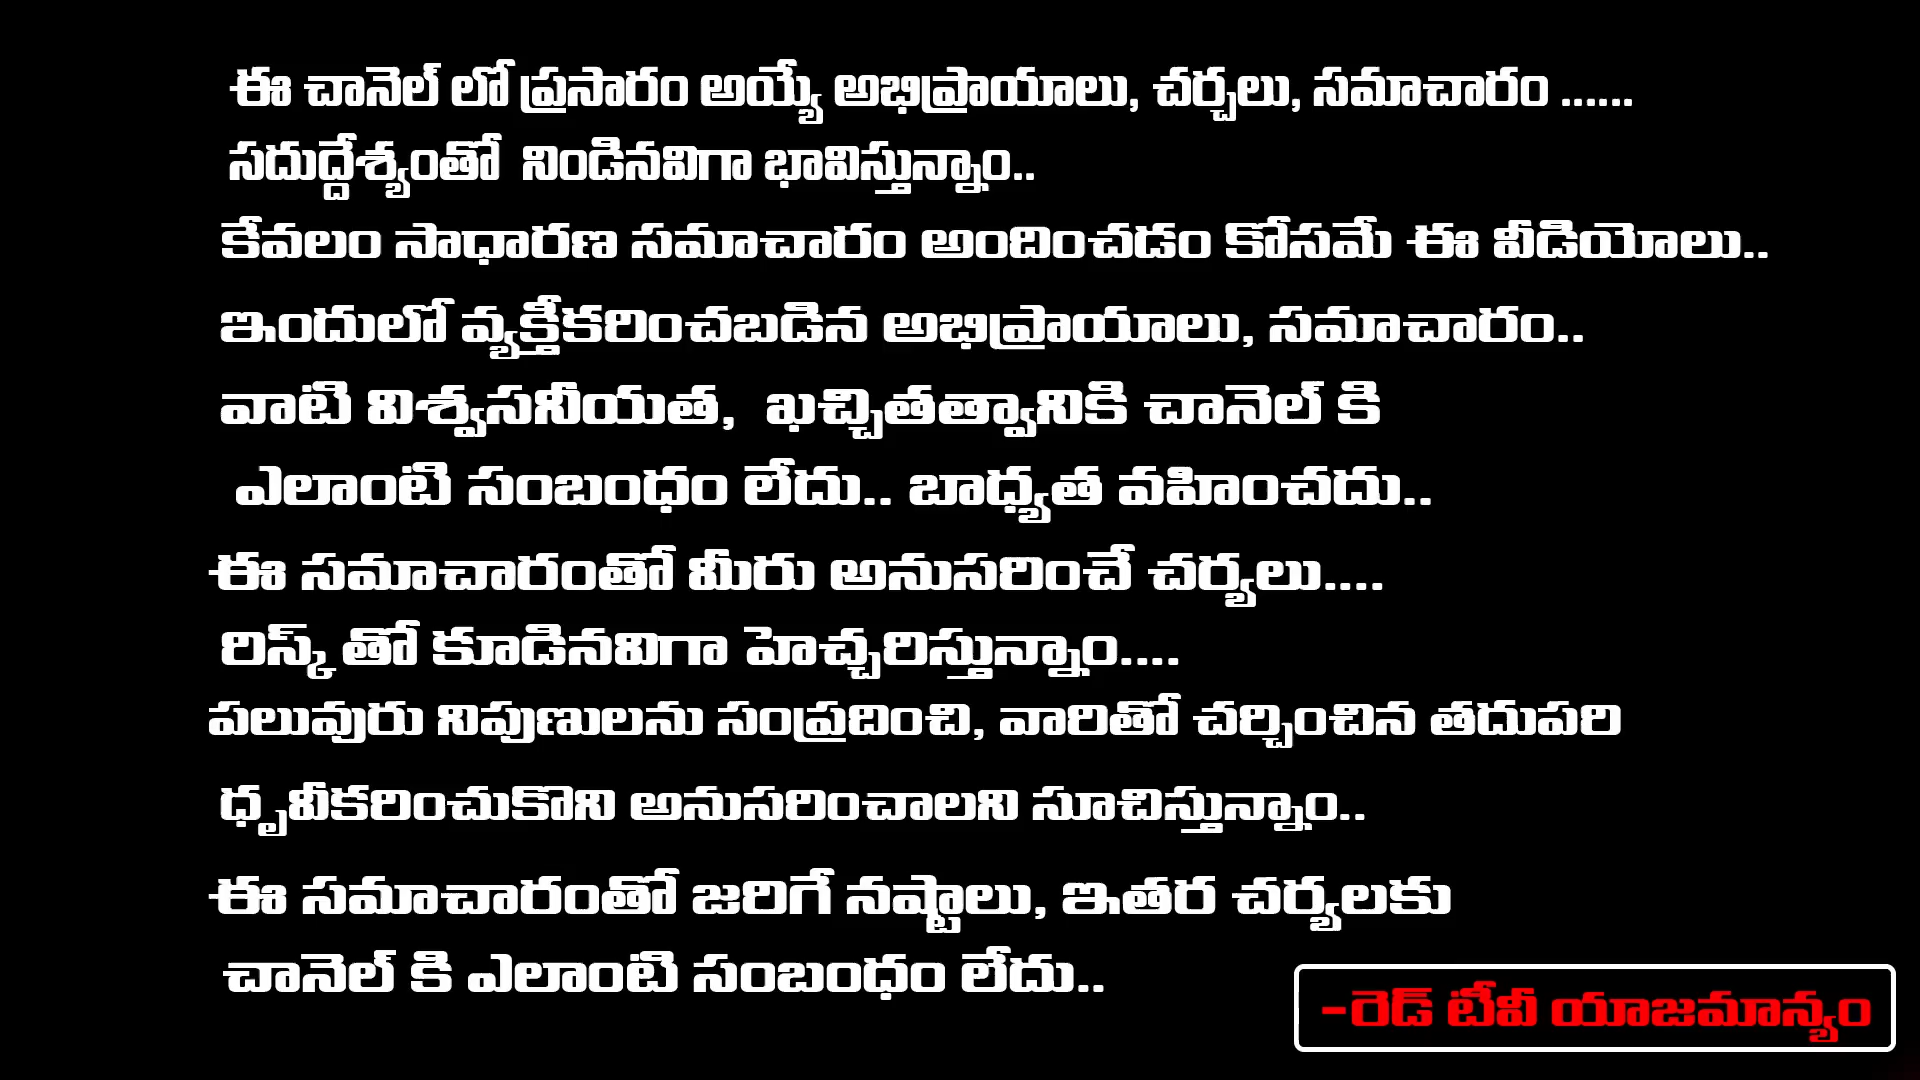 ఈ చానెల్ లో ప్రసారం అయ్యే అభిప్రాయాలు, చర్చలు, సమాచారం ......
సదుద్దేశ్యంతో నిండినవిగా భావిస్తున్నాం..
కేవలం సాధారణ సమాచారం అందించడం కోసమే ఈ వీడియోలు..
ఇందులో వ్యక్తీకరించబడిన అభిప్రాయాలు, సమాచారం..
వాటి విశ్వసనీయత, ఖచ్చితత్వానికి చానెల్ కి
ఎలాంటి సంబంధం లేదు.. బాధ్యత వహించదు..
ఈ సమాచారంతో మీరు అనుసరించే చర్యలు....
రిస్క్ తో కూడినవిగా హెచ్చరిస్తున్నాం....
పలువురు నిపుణులను సంప్రదించి, వారితో చర్చించిన తదుపరి
ధృవీకరించుకొని అనుసరించాలని సూచిస్తున్నాం..
ఈ సమాచారంతో జరిగే నష్టాలు, ఇతర చర్యలకు
చానెల్ కి ఎలాంటి సంబంధం లేదు..
-రెడ్ టీవీ యాజమాన్యం